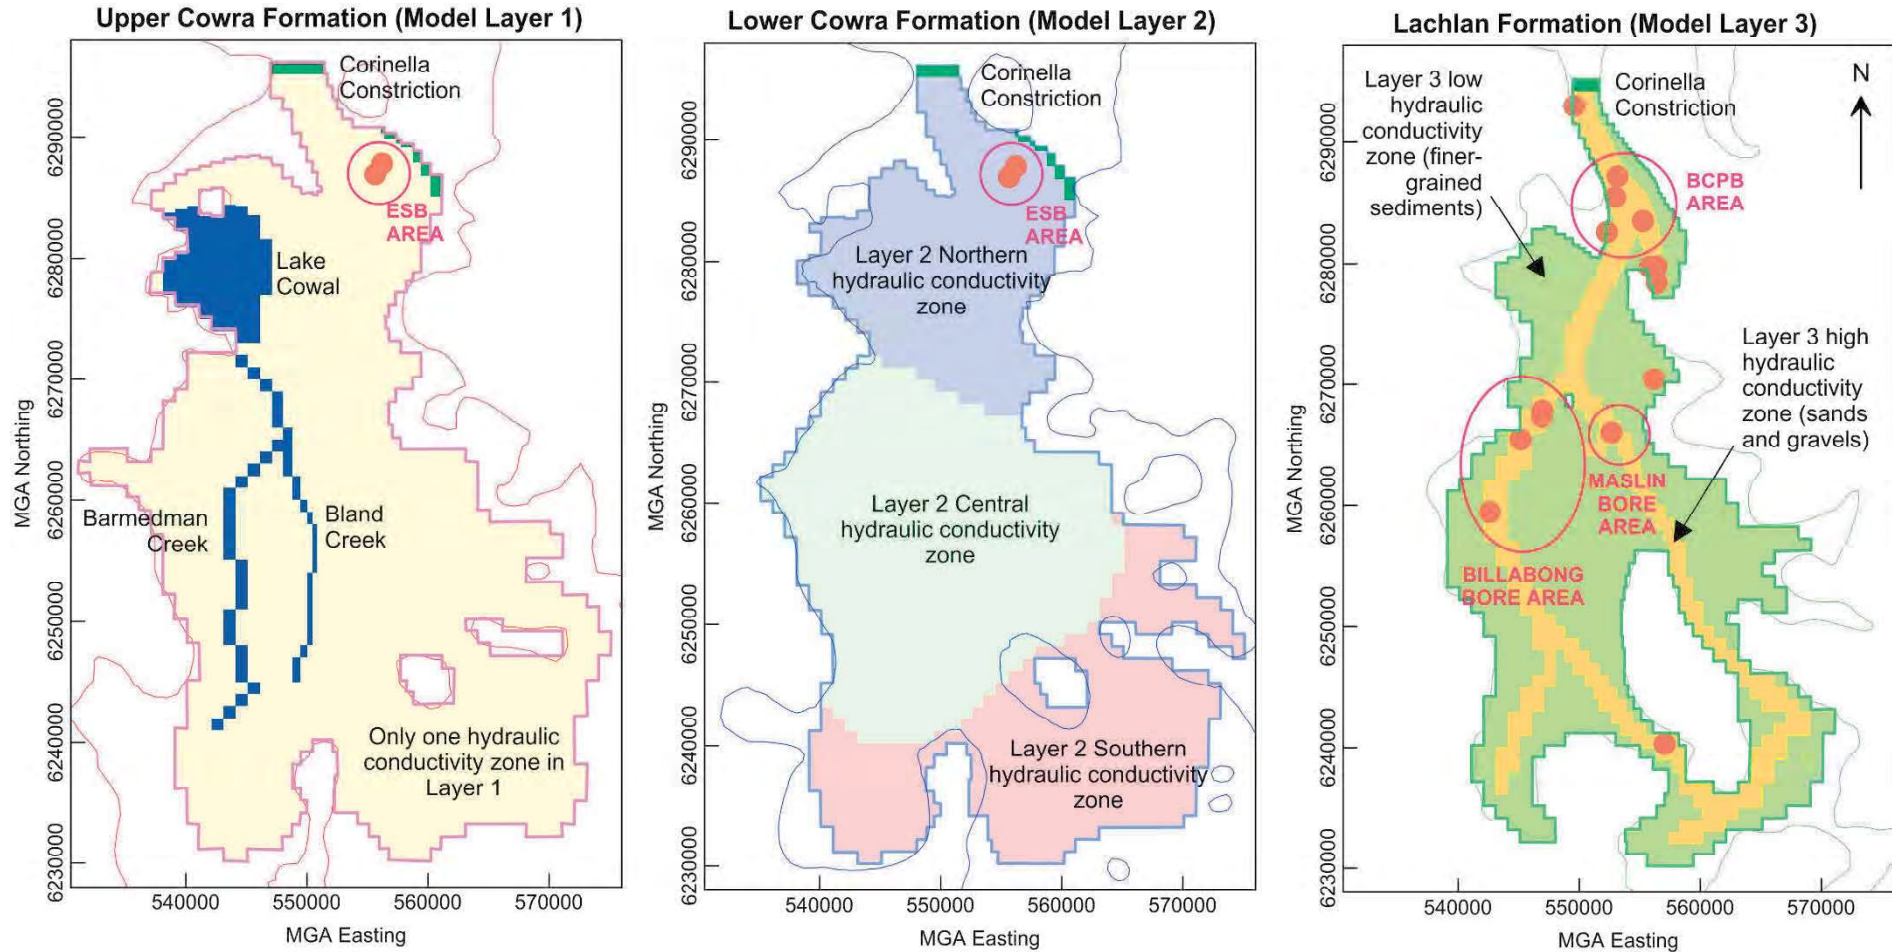 Upper Cowra Formation (Model Layer 1)
Corinella
Constriction
ESB
AREA
Lake
Cowal
Barmedman
Creek
Bland
Creek
Only one hydraulic
conductivity zone in
Layer 1
MGA Northing
6290000
6280000
6270000
6260000
6250000
6240000
6230000
540000
550000
560000
570000
MGA Easting
Lower Cowra Formation (Model Layer 2)
Corinella
Constriction
ESB
AREA
Layer 2 Northern
hydraulic conductivity
zone
Layer 2 Central
hydraulic conductivity
zone
Layer 2 Southern
hydraulic conductivity
zone
MGA Northing
6290000
6280000
6270000
6260000
6250000
6240000
6230000
540000
550000
560000
570000
MGA Easting
Lachlan Formation (Model Layer 3)
Layer 3 low
hydraulic
conductivity
zone (finer-
grained
sediments)
Corinella
Constriction
N
BCPB
AREA
Layer 3 high
hydraulic
conductivity
zone (sands
and gravels)
MASLIN
BORE
AREA
BILLABONG
BORE AREA
MGA Northing
6290000
6280000
6270000
6260000
6250000
6240000
6230000
540000
550000
560000
570000
MGA Easting